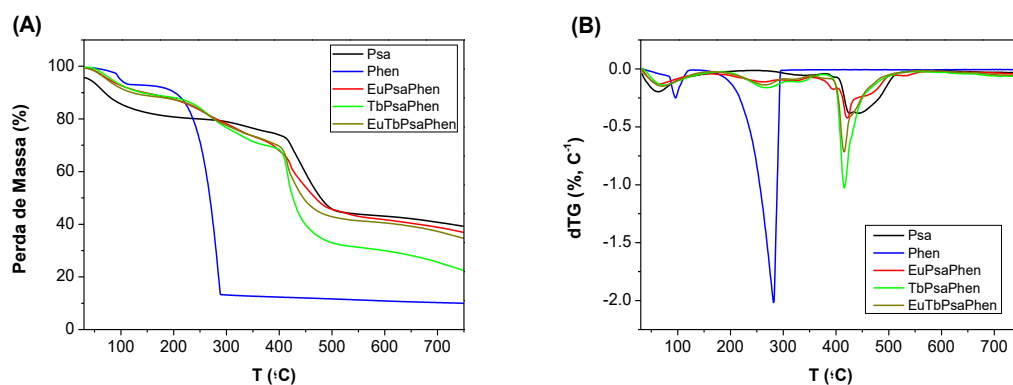 (A)
Perda de Massa (%)
100
80
60
40
20
0
100 200 300 400 500 600 700
T (°C)
Psa
Phen
EuPsaPhen
TbPsaPhen
EuTbPsaPhen
(B)
dTG (%, C⁻¹)
0.0
-0.5
-1.0
-1.5
-2.0
100 200 300 400 500 600 700
T (°C)
Psa
Phen
EuPsaPhen
TbPsaPhen
EuTbPsaPhen